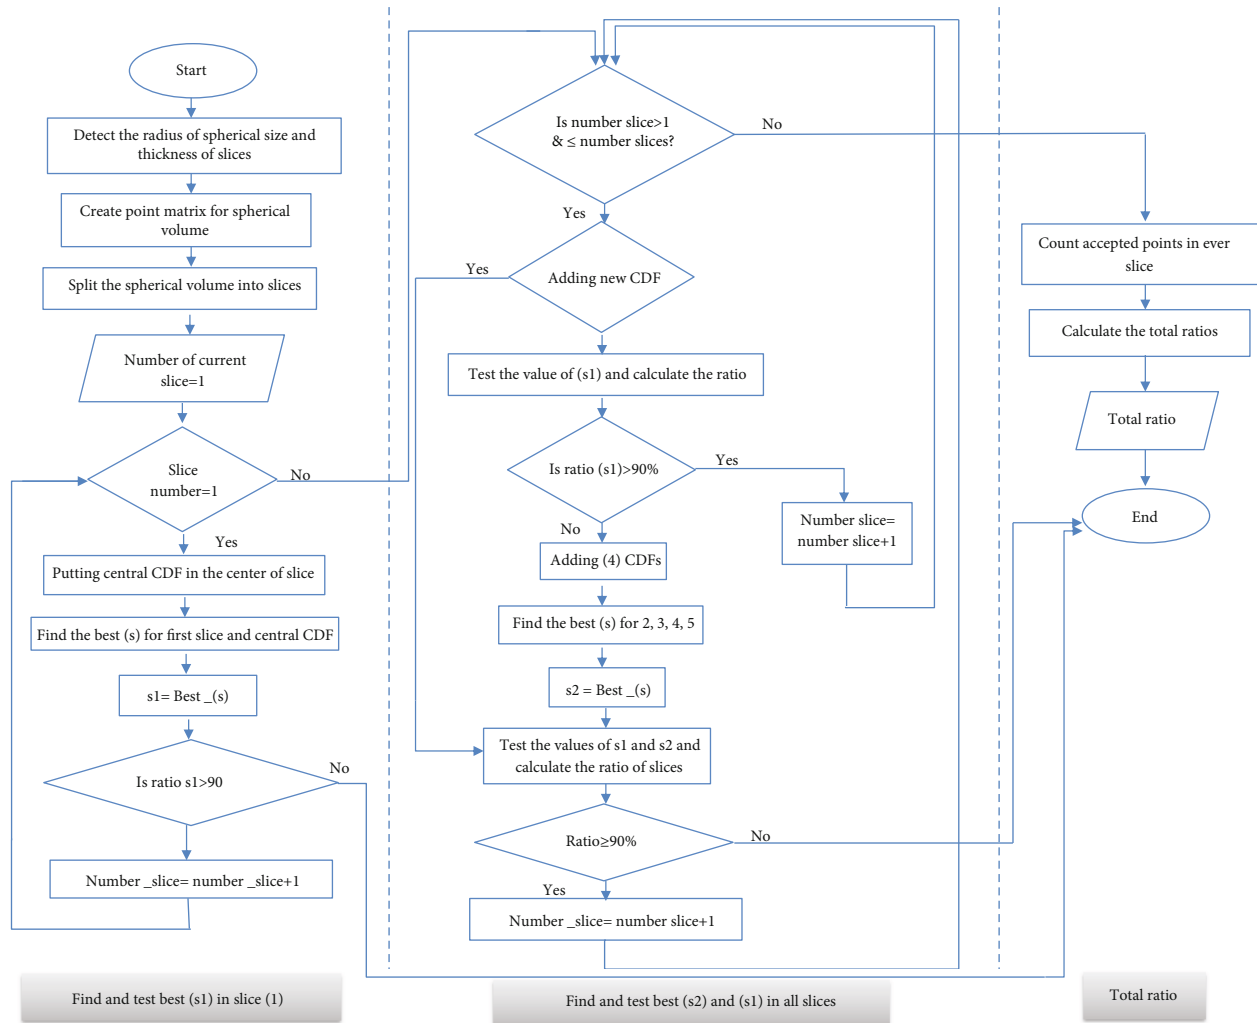 Start
Detect the radius of spherical size and
thickness of slices
Create point matrix for spherical
volume
Split the spherical volume into slices
Number of current
slice=1
Slice
number=1
No
Yes
Putting central CDF in the center of slice
Find the best (s) for first slice and central CDF
s1= Best _(s)
Is ratio s1>90
No
Number _slice= number _slice+1
Find and test best (s1) in slice (1)
Is number slice>1
& ≤ number slices?
No
Yes
Adding new CDF
Yes
Test the value of (s1) and calculate the ratio
Is ratio (s1)>90%
Yes
No
Number slice=
number slice+1
Adding (4) CDFs
Find the best (s) for 2, 3, 4, 5
s2 = Best _(s)
Test the values of s1 and s2 and
calculate the ratio of slices
Ratio≥90%
No
Yes
Number _slice= number slice+1
Find and test best (s2) and (s1) in all slices
Count accepted points in ever
slice
Calculate the total ratios
Total ratio
End
Total ratio